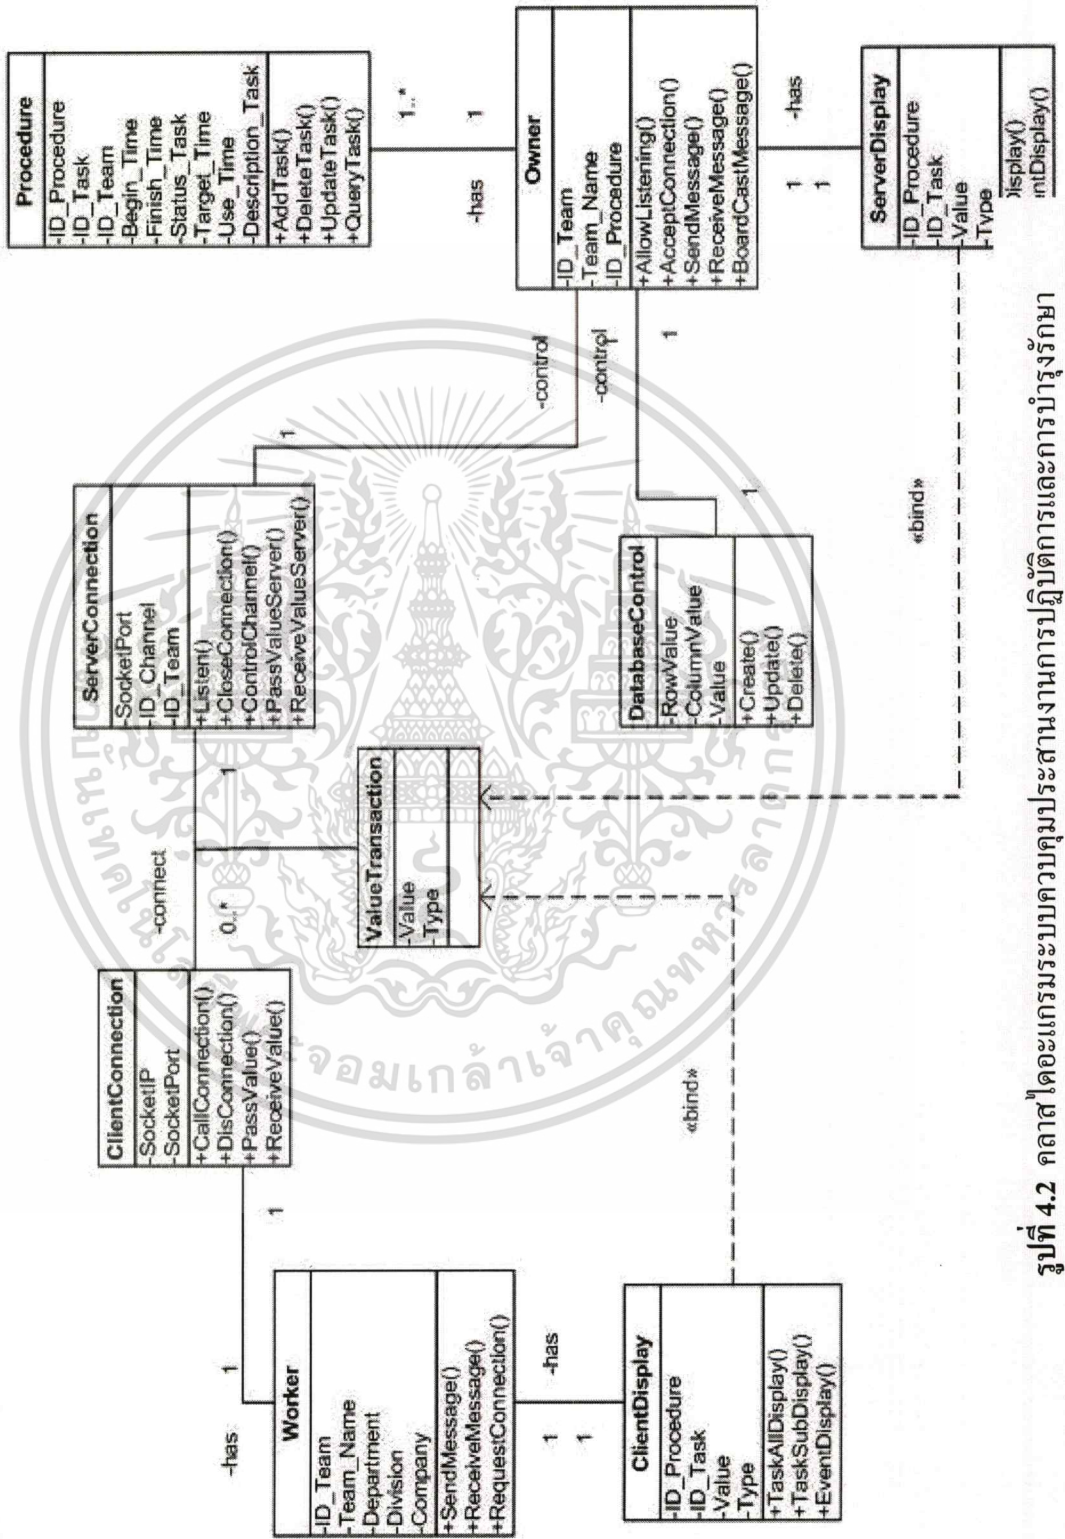 Procedure
-ID_Procedure
-ID_Task
-ID_Team
-Begin_Time
-Finish_Time
-Status_Task
-Target_Time
-Use_Time
-Description_Task
+AddTask()
+DeleteTask()
+UpdateTask()
+QueryTask()
1..*
-has
1
Owner
-ID_Team
-Team_Name
-ID_Procedure
+AllowListening()
+AcceptConnection()
+SendMessage()
+ReceiveMessage()
+BoardCastMessage()
1
-has
1
ServerDisplay
-ID_Procedure
-ID_Task
-Value
-Type
ServerConnection
-SocketPort
-ID_Channel
-ID_Team
+Listen()
+CloseConnection()
+ControlChannel()
+PassValueServer()
+ReceiveValueServer()
1
-control
-control
1
1
DatabaseControl
-RowValue
-ColumnValue
-Value
+Create()
+Update()
+Delete()
1
«bind»
-connect
1
0..*
ValueTransaction
-Value
-Type
ClientConnection
-SocketIP
-SocketPort
+CallConnection()
+DisConnection()
+PassValue()
+ReceiveValue()
1
-has
1
Worker
-ID_Team
-Team_Name
-Department
-Division
-Company
+SendMessage()
+ReceiveMessage()
+RequestConnection()
1
-has
1
ClientDisplay
-ID_Procedure
-ID_Task
-Value
-Type
+TaskAllDisplay()
+TaskSubDisplay()
+EventDisplay()
«bind»
รูปที่ 4.2 คลาสไดอะแกรมระบบควบคุมประสานงานการปฏิบัติการและการบำรุงรักษา